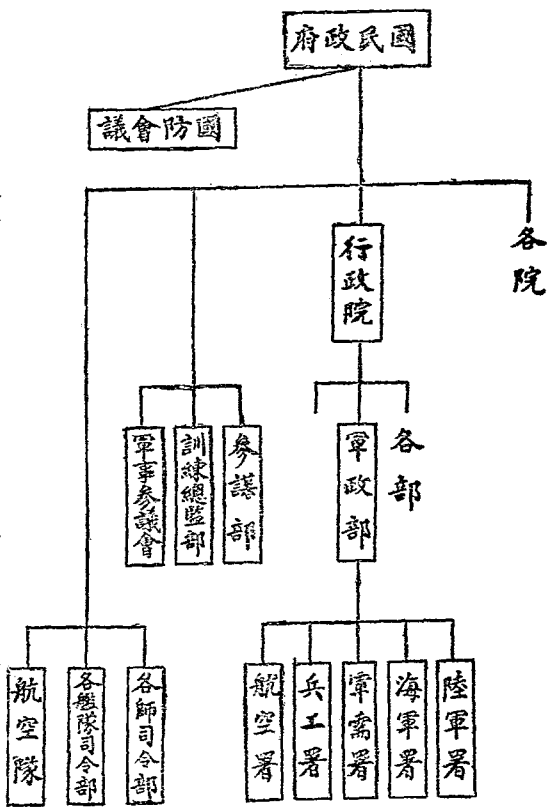 國民政府
國防會議
各院
行政院
各部
軍政部
參謀部
訓練總監部
軍事參議會
陸軍署
海軍署
軍需署
兵工署
航空署
各師司令部
各艦隊司令部
航空隊